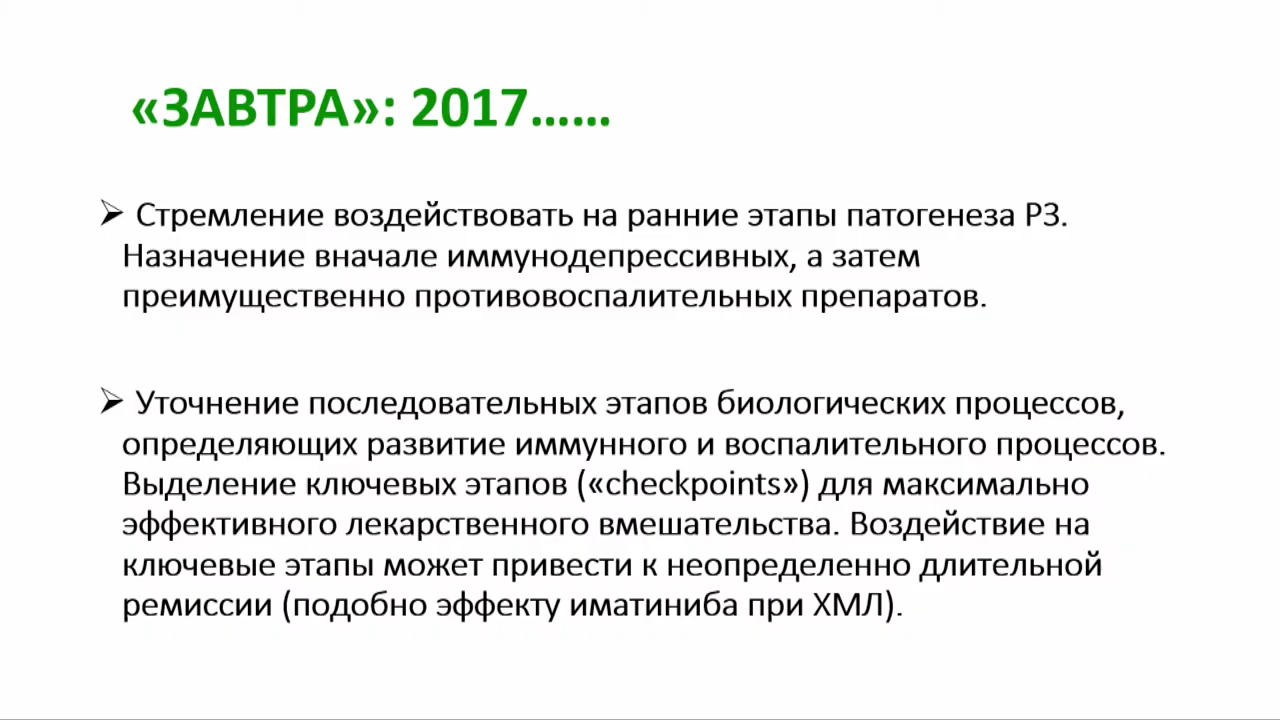 «ЗАВТРА»: 2017……
➢ Стремление воздействовать на ранние этапы патогенеза РЗ.
Назначение вначале иммунодепрессивных, а затем
преимущественно противовоспалительных препаратов.
➢ Уточнение последовательных этапов биологических процессов,
определяющих развитие иммунного и воспалительного процессов.
Выделение ключевых этапов («checkpoints») для максимально
эффективного лекарственного вмешательства. Воздействие на
ключевые этапы может привести к неопределенно длительной
ремиссии (подобно эффекту иматиниба при ХМЛ).